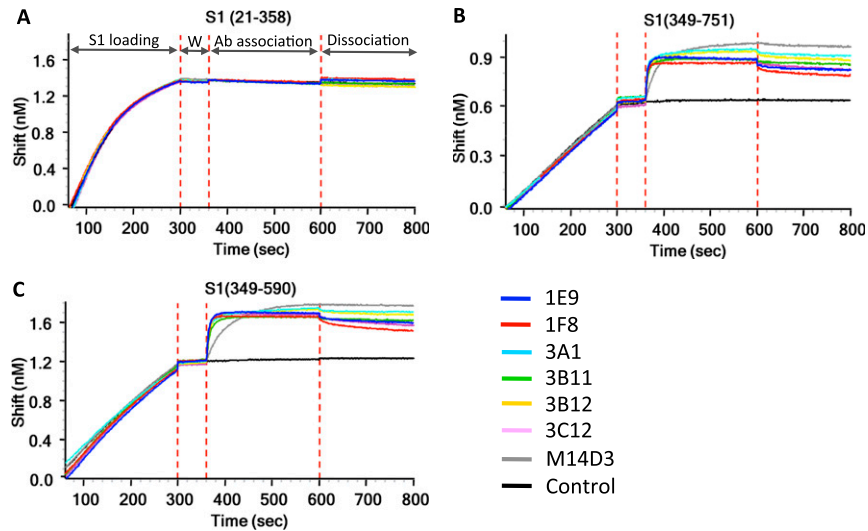 A
S1 (21-358)
S1 loading
W
Ab association
Dissociation
1.6
1.2
0.8
0.4
0.0
Shift (nM)
100 200 300 400 500 600 700 800
Time (sec)
B
S1(349-751)
0.9
0.6
0.3
0.0
Shift (nM)
100 200 300 400 500 600 700 800
Time (sec)
C
S1(349-590)
1.6
1.2
0.8
0.4
0.0
Shift (nM)
100 200 300 400 500 600 700 800
Time (sec)
1E9
1F8
3A1
3B11
3B12
3C12
M14D3
Control